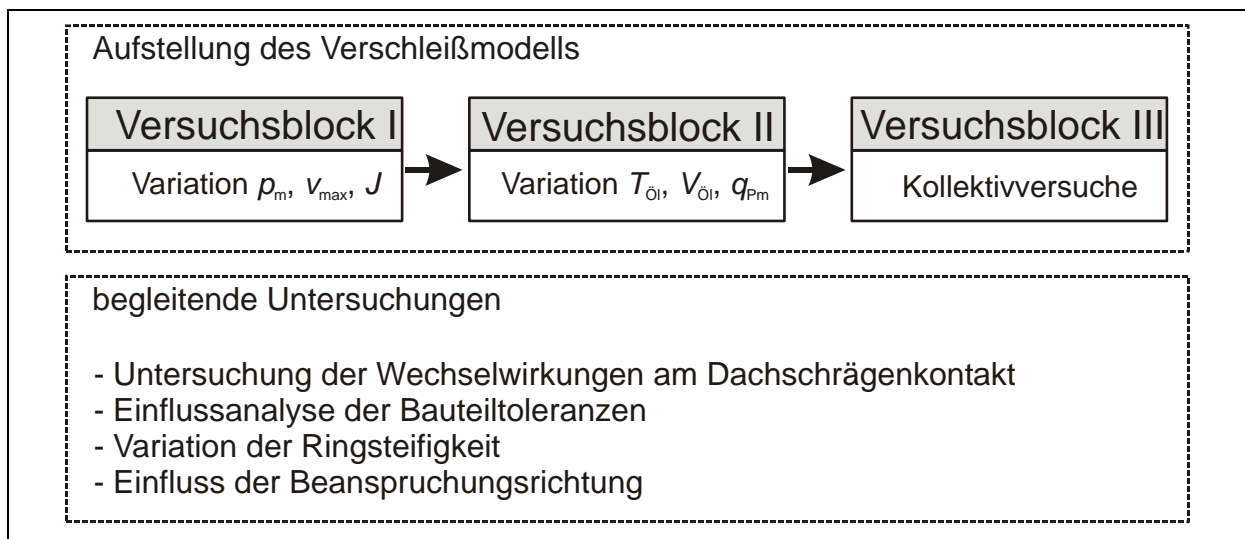 Aufstellung des Verschleißmodells
Versuchsblock I
Variation pm, vmax, J
Versuchsblock II
Variation TÖl, VÖl, qPm
Versuchsblock III
Kollektivversuche
begleitende Untersuchungen
- Untersuchung der Wechselwirkungen am Dachschrägenkontakt
- Einflussanalyse der Bauteiltoleranzen
- Variation der Ringsteifigkeit
- Einfluss der Beanspruchungsrichtung